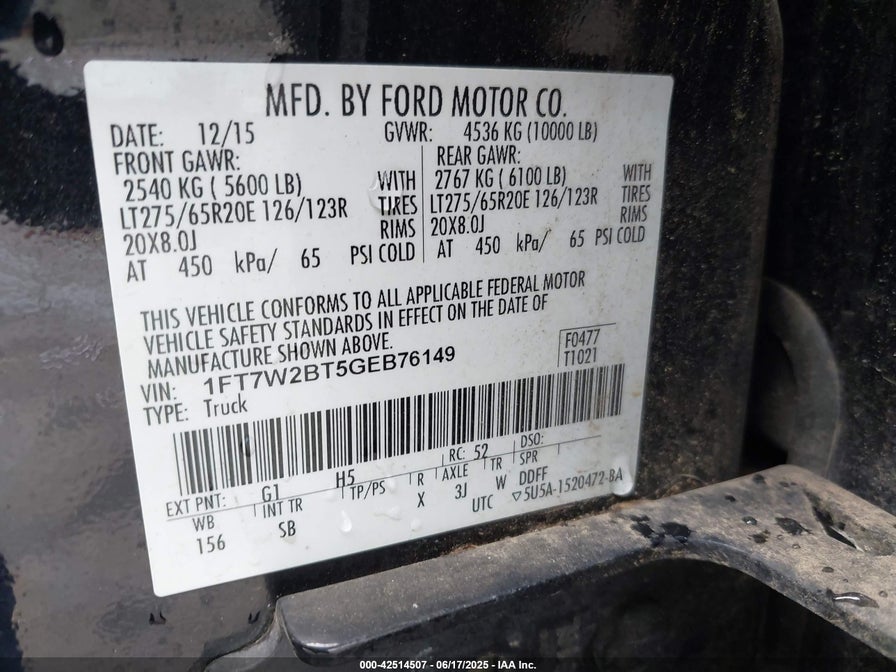 MFD. BY FORD MOTOR CO.
DATE: 12/15 GVWR: 4536 KG (10000 LB)
FRONT GAWR: REAR GAWR:
2540 KG ( 5600 LB) WITH 2767 KG ( 6100 LB) WITH
LT275/65R20E 126/123R TIRES LT275/65R20E 126/123R TIRES
20X8.0J RIMS 20X8.0J RIMS
AT 450 kPa/ 65 PSI COLD AT 450 kPa/ 65 PSI COLD
THIS VEHICLE CONFORMS TO ALL APPLICABLE FEDERAL MOTOR
VEHICLE SAFETY STANDARDS IN EFFECT ON THE DATE OF
MANUFACTURE SHOWN ABOVE.
VIN: 1FT7W2BT5GEB76149 F0477
TYPE: Truck T1021
EXT PNT: G1 H5 RC: 52 DSO:
WB INT TR TP/PS R AXLE TR SPR
156 SB X 3J W DDFF
UTC ▽5U5A-1520472-BA
000-42514507 - 06/17/2025 - IAA Inc.